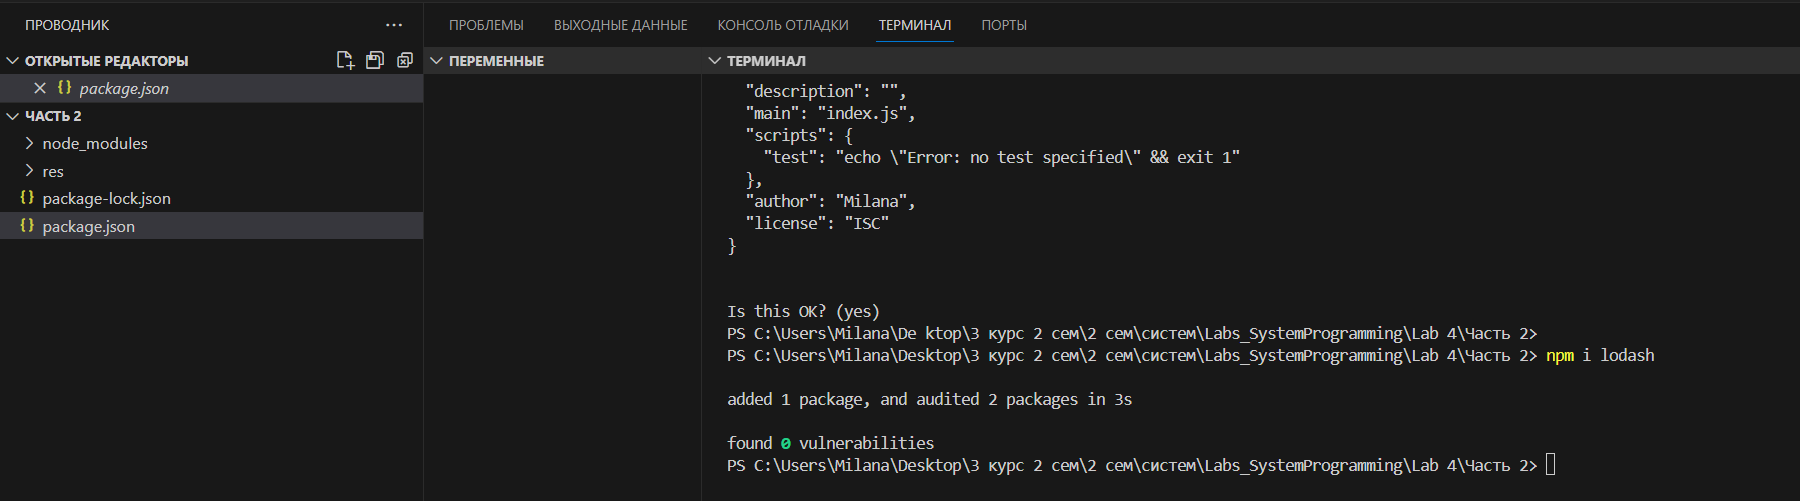 ПРОВОДНИК
ОТКРЫТЫЕ РЕДАКТОРЫ
package.json
ЧАСТЬ 2
node_modules
res
package-lock.json
package.json
ПРОБЛЕМЫ ВЫХОДНЫЕ ДАННЫЕ КОНСОЛЬ ОТЛАДКИ ТЕРМИНАЛ ПОРТЫ
ПЕРЕМЕННЫЕ
ТЕРМИНАЛ
"description": "",
"main": "index.js",
"scripts": {
"test": "echo \"Error: no test specified\" && exit 1"
},
"author": "Milana",
"license": "ISC"
}
Is this OK? (yes)
PS C:\Users\Milana\De ktop\3 курс 2 сем\2 сем\систем\Labs_SystemProgramming\Lab 4\Часть 2>
PS C:\Users\Milana\Desktop\3 курс 2 сем\2 сем\систем\Labs_SystemProgramming\Lab 4\Часть 2> npm i lodash
added 1 package, and audited 2 packages in 3s
found 0 vulnerabilities
PS C:\Users\Milana\Desktop\3 курс 2 сем\2 сем\систем\Labs_SystemProgramming\Lab 4\Часть 2>